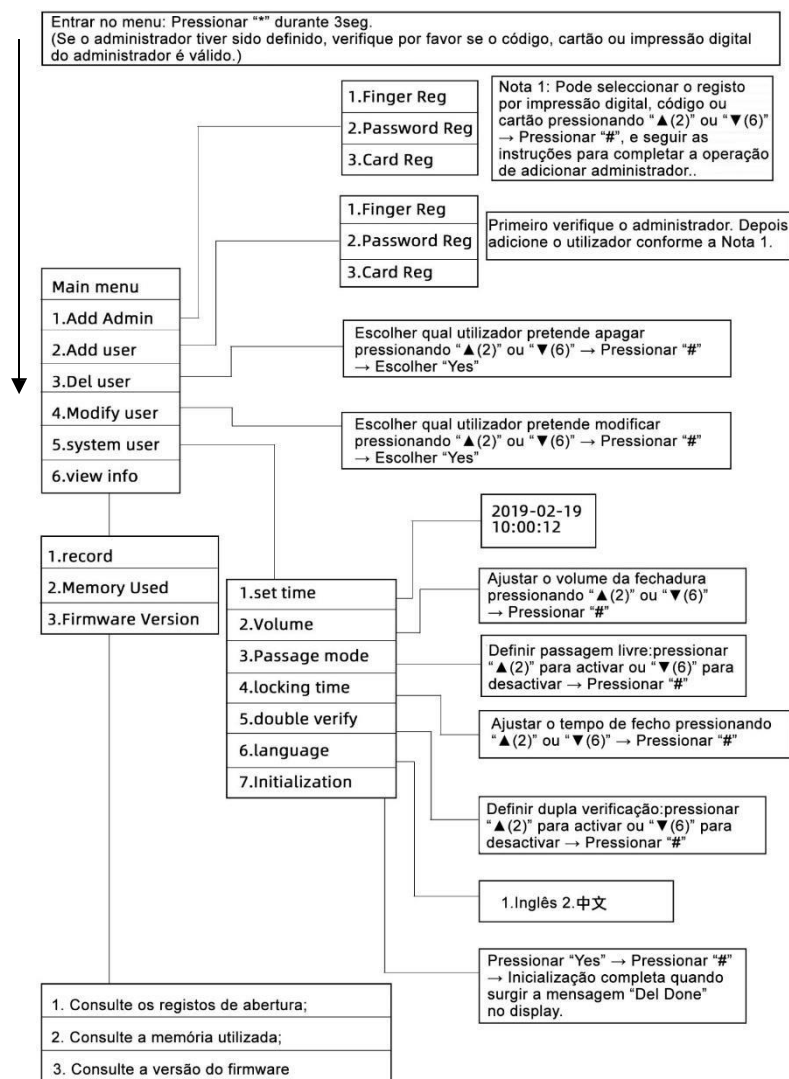 Entrar no menu: Pressionar “*” durante 3seg.
(Se o administrador tiver sido definido, verifique por favor se o código, cartão ou impressão digital
do administrador é válido.)
1.Finger Reg
2.Password Reg
3.Card Reg
Nota 1: Pode seleccionar o registo
por impressão digital, código ou
cartão pressionando “▲(2)” ou “▼(6)”
→ Pressionar “#”, e seguir as
instruções para completar a operação
de adicionar administrador..
1.Finger Reg
2.Password Reg
3.Card Reg
Primeiro verifique o administrador. Depois
adicione o utilizador conforme a Nota 1.
Main menu
1.Add Admin
2.Add user
3.Del user
4.Modify user
5.system user
6.view info
Escolher qual utilizador pretende apagar
pressionando “▲(2)” ou “▼(6)” → Pressionar “#”
→ Escolher “Yes”
Escolher qual utilizador pretende modificar
pressionando “▲(2)” ou “▼(6)” → Pressionar “#”
→ Escolher “Yes”
1.record
2.Memory Used
3.Firmware Version
1.set time
2.Volume
3.Passage mode
4.locking time
5.double verify
6.language
7.Initialization
2019-02-19
10:00:12
Ajustar o volume da fechadura
pressionando “▲(2)” ou “▼(6)”
→ Pressionar “#”
Definir passagem livre:pressionar
“▲(2)” para activar ou “▼(6)” para
desactivar → Pressionar “#”
Ajustar o tempo de fecho pressionando
“▲(2)” ou “▼(6)” → Pressionar “#”
Definir dupla verificação:pressionar
“▲(2)” para activar ou “▼(6)” para
desactivar → Pressionar “#”
1.Inglês 2.中文
Pressionar “Yes” → Pressionar “#”
→ Inicialização completa quando
surgir a mensagem “Del Done”
no display.
1. Consulte os registos de abertura;
2. Consulte a memória utilizada;
3. Consulte a versão do firmware